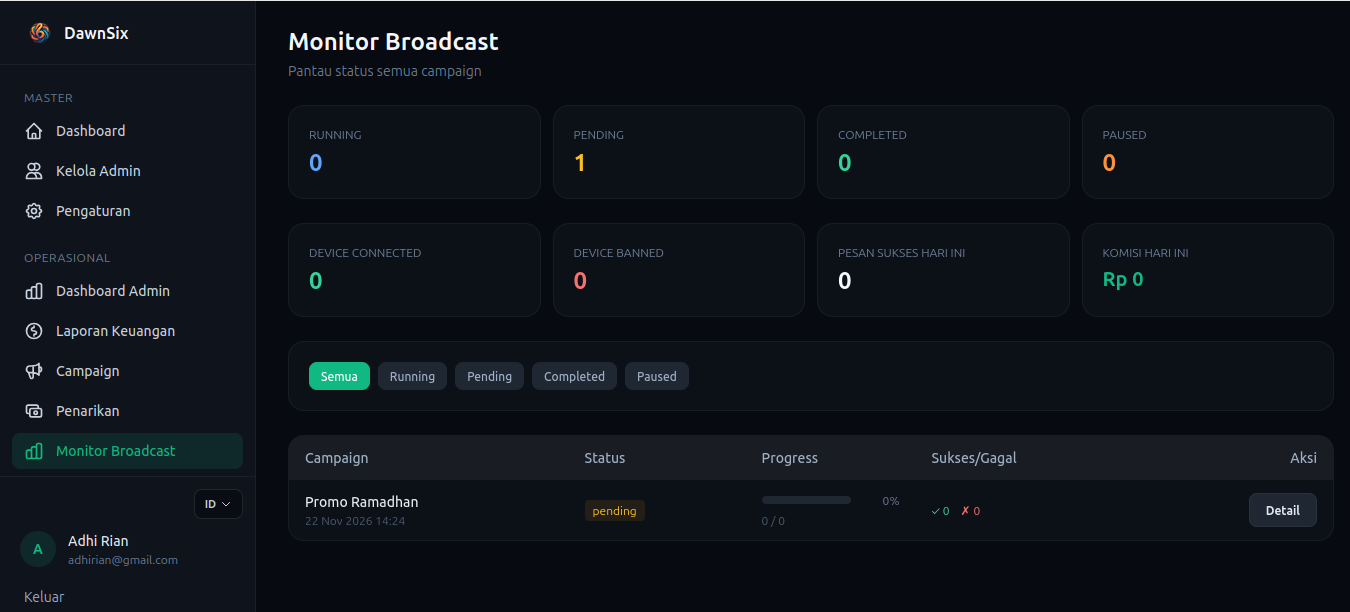 DawnSix
MASTER
Dashboard
Kelola Admin
Pengaturan
OPERASIONAL
Dashboard Admin
Laporan Keuangan
Campaign
Penarikan
Monitor Broadcast
ID
A
Adhi Rian
adhirian@gmail.com
Keluar
Monitor Broadcast
Pantau status semua campaign
RUNNING
0
PENDING
1
COMPLETED
0
PAUSED
0
DEVICE CONNECTED
0
DEVICE BANNED
0
PESAN SUKSES HARI INI
0
KOMISI HARI INI
Rp 0
Semua Running Pending Completed Paused
Campaign Status Progress Sukses/Gagal Aksi
Promo Ramadhan
22 Nov 2026 14:24
pending
0%
0 / 0
✓ 0 ✗ 0
Detail